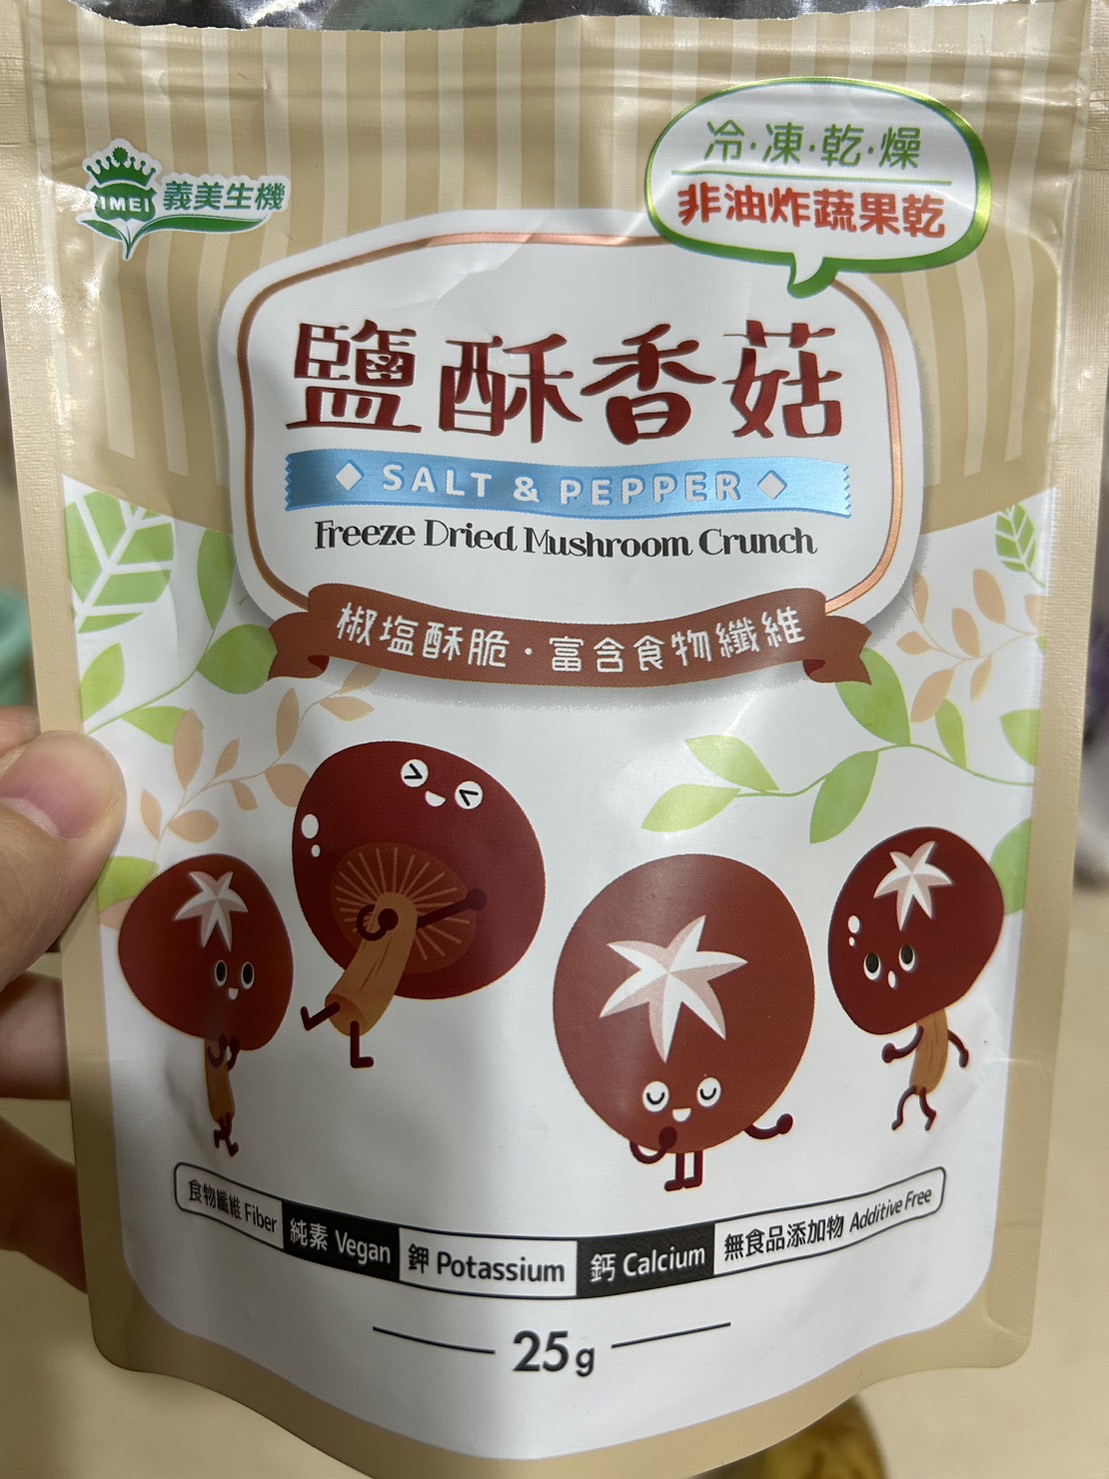 IMEI 義美生機
冷·凍·乾·燥
非油炸蔬果乾
鹽酥香菇
SALT & PEPPER
Freeze Dried Mushroom Crunch
椒塩酥脆·富含食物纖維
食物纖維 Fiber 純素 Vegan 鉀 Potassium 鈣 Calcium 無食品添加物 Additive Free
25g